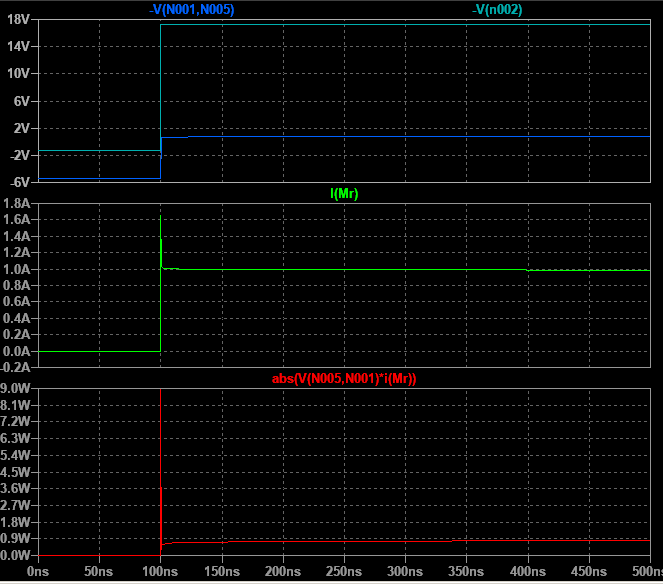 -V(N001,N005) -V(n002)
18V
14V
10V
6V
2V
-2V
-6V
I(Mr)
1.8A
1.6A
1.4A
1.2A
1.0A
0.8A
0.6A
0.4A
0.2A
0.0A
-0.2A
abs(V(N005,N001)*i(Mr))
9.0W
8.1W
7.2W
6.3W
5.4W
4.5W
3.6W
2.7W
1.8W
0.9W
0.0W
0ns 50ns 100ns 150ns 200ns 250ns 300ns 350ns 400ns 450ns 500ns